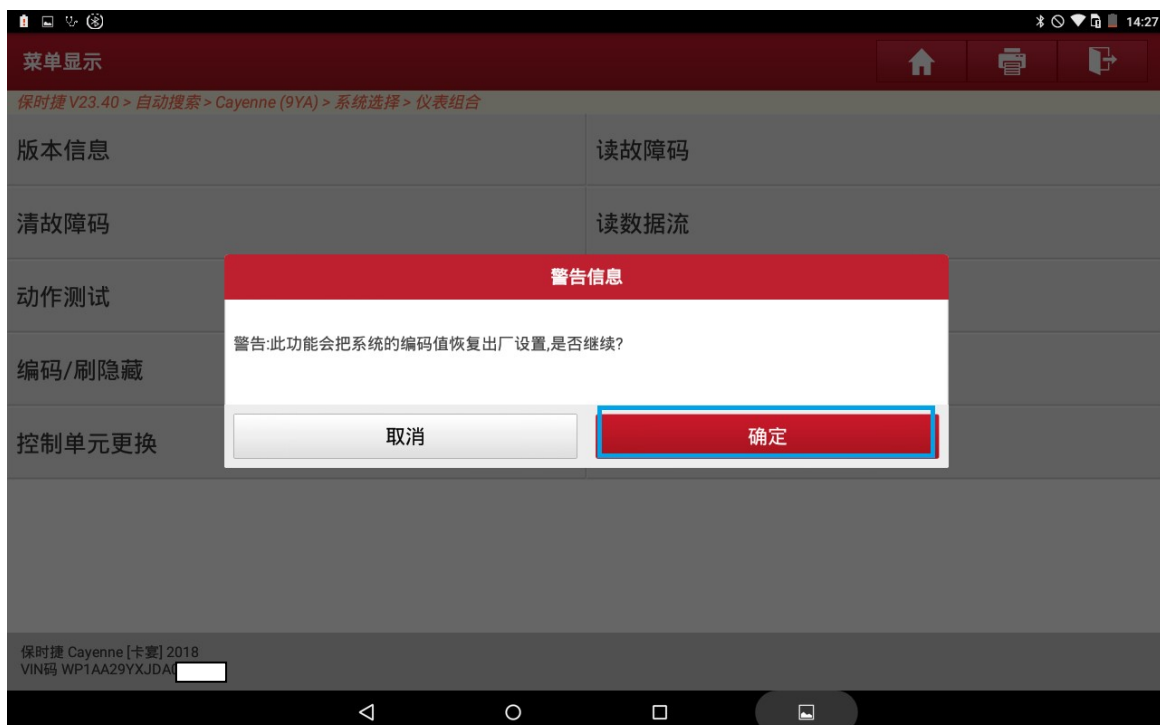 14:27
菜单显示
保时捷 V23.40 > 自动搜索 > Cayenne (9YA) > 系统选择 > 仪表组合
版本信息
读故障码
清故障码
读数据流
动作测试
编码/刷隐藏
控制单元更换
警告信息
警告:此功能会把系统的编码值恢复出厂设置,是否继续?
取消
确定
保时捷 Cayenne [卡宴] 2018
VIN码 WP1AA29YXJDA